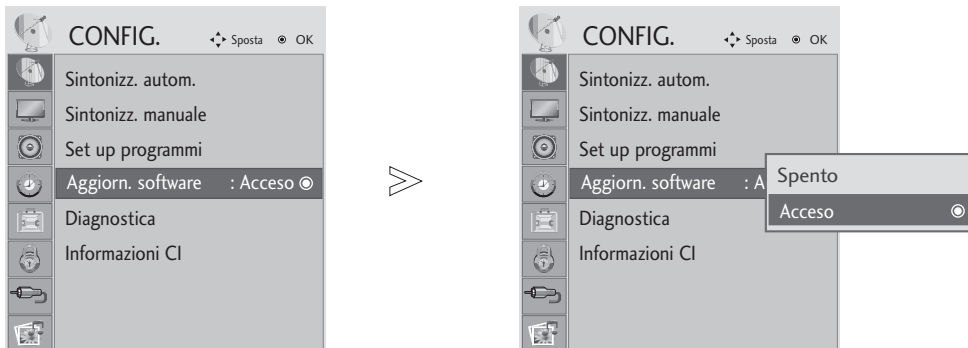 CONFIG. Sposta OK
Sintonizz. autom.
Sintonizz. manuale
Set up programmi
Aggiorn. software : Acceso
Diagnostica
Informazioni CI
CONFIG. Sposta OK
Sintonizz. autom.
Sintonizz. manuale
Set up programmi
Aggiorn. software : A
Diagnostica
Informazioni CI
Spento
Acceso